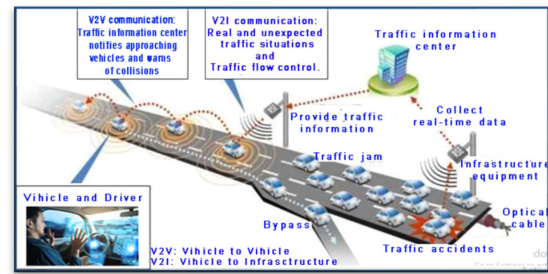 V2V communication:
Traffic information center
notifies approaching
vehicles and warns
of collisions
V2I communication:
Real and unexpected
traffic situations
and
Traffic flow control.
Traffic information
center
Provide traffic
information
Collect
real-time data
Traffic jam
Infrastructure
equipment
Vihicle and Driver
Bypass
Optical
cable
Traffic accidents
V2V: Vihicle to Vihicle
V2I: Vihicle to Infrastructure